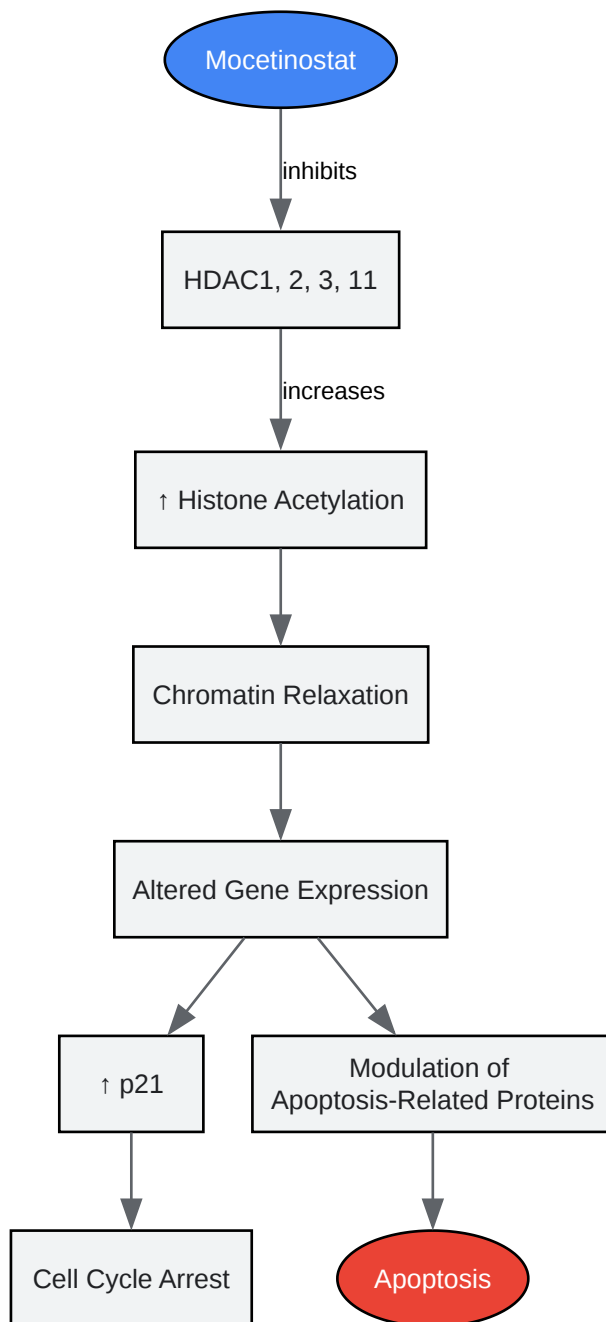 Mocetinostat
inhibits
HDAC1, 2, 3, 11
increases
↑ Histone Acetylation
Chromatin Relaxation
Altered Gene Expression
↑ p21
Modulation of
Apoptosis-Related Proteins
Cell Cycle Arrest
Apoptosis